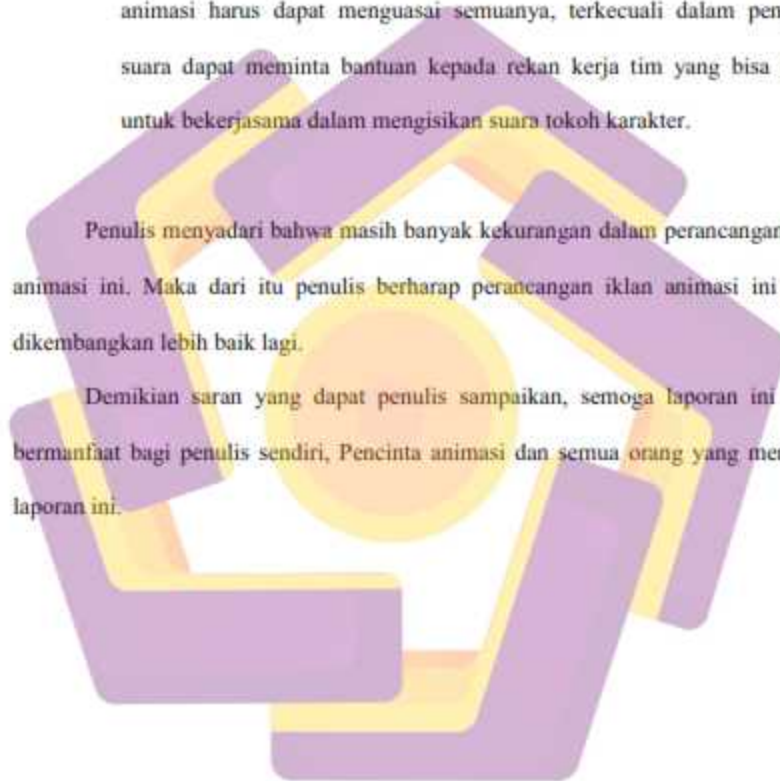 animasi harus dapat menguasai semuanya, terkecuali dalam pen
suara dapat meminta bantuan kepada rekan kerja tim yang bisa
untuk bekerjasama dalam mengisikan suara tokoh karakter.
Penulis menyadari bahwa masih banyak kekurangan dalam perancangan
animasi ini. Maka dari itu penulis berharap perancangan iklan animasi ini
dikembangkan lebih baik lagi.
Demikian saran yang dapat penulis sampaikan, semoga laporan ini
bermanfaat bagi penulis sendiri, Pencinta animasi dan semua orang yang mem
laporan ini.